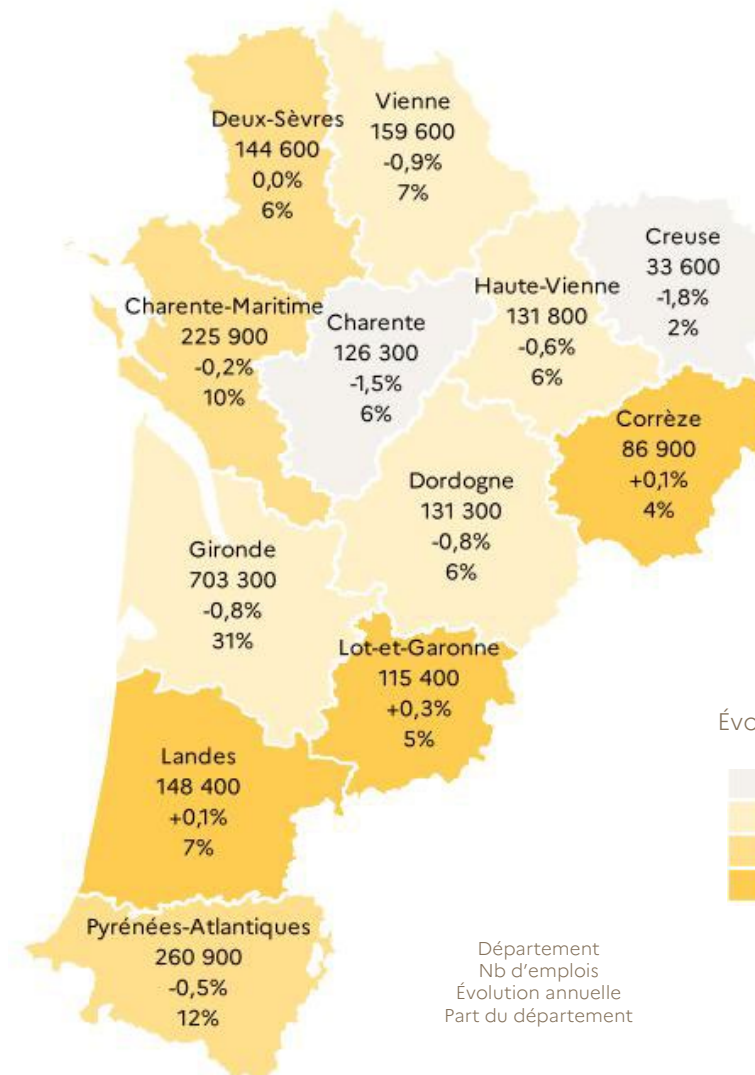 Vienne
159 600
-0,9%
7%
Deux-Sèvres
144 600
0,0%
6%
Creuse
33 600
-1,8%
2%
Haute-Vienne
131 800
-0,6%
6%
Charente-Maritime
225 900
-0,2%
10%
Charente
126 300
-1,5%
6%
Corrèze
86 900
+0,1%
4%
Dordogne
131 300
-0,8%
6%
Gironde
703 300
-0,8%
31%
Lot-et-Garonne
115 400
+0,3%
5%
Landes
148 400
+0,1%
7%
Pyrénées-Atlantiques
260 900
-0,5%
12%
Évo
Département
Nb d'emplois
Évolution annuelle
Part du département